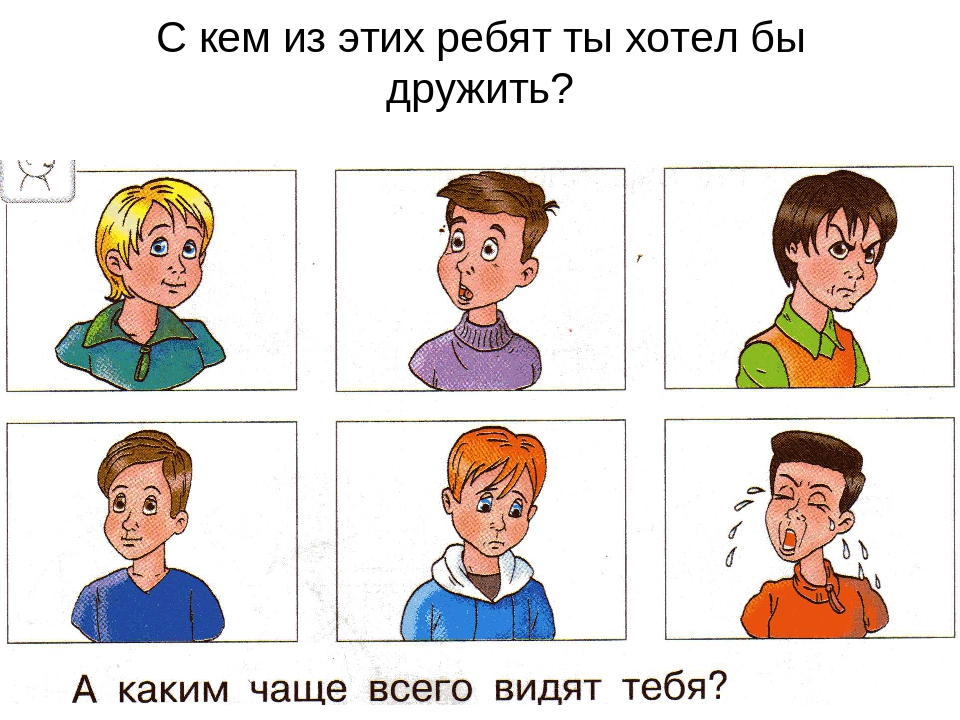 С кем из этих ребят ты хотел бы
дружить?
А каким чаще всего видят тебя?